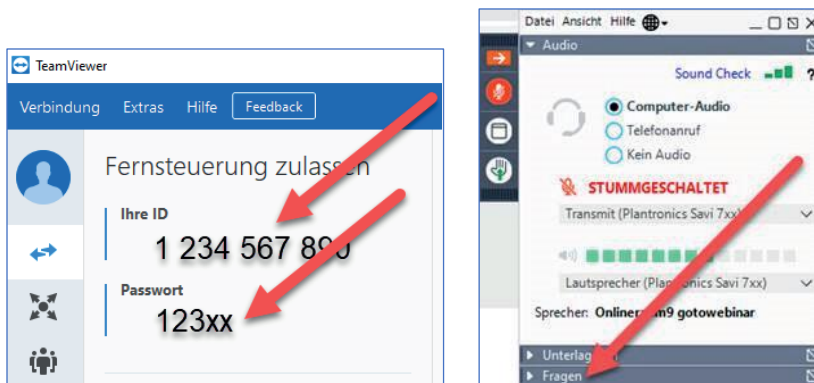 TeamViewer
Verbindung Extras Hilfe Feedback
Fernsteuerung zulassen
Ihre ID
1 234 567 890
Passwort
123xx
Datei Ansicht Hilfe
Audio
Sound Check ?
Computer-Audio
Telefonanruf
Kein Audio
STUMMGESCHALTET
Transmit (Plantronics Savi 7xx)
Lautsprecher (Plantronics Savi 7xx)
Sprecher: gotowebinar
Fragen